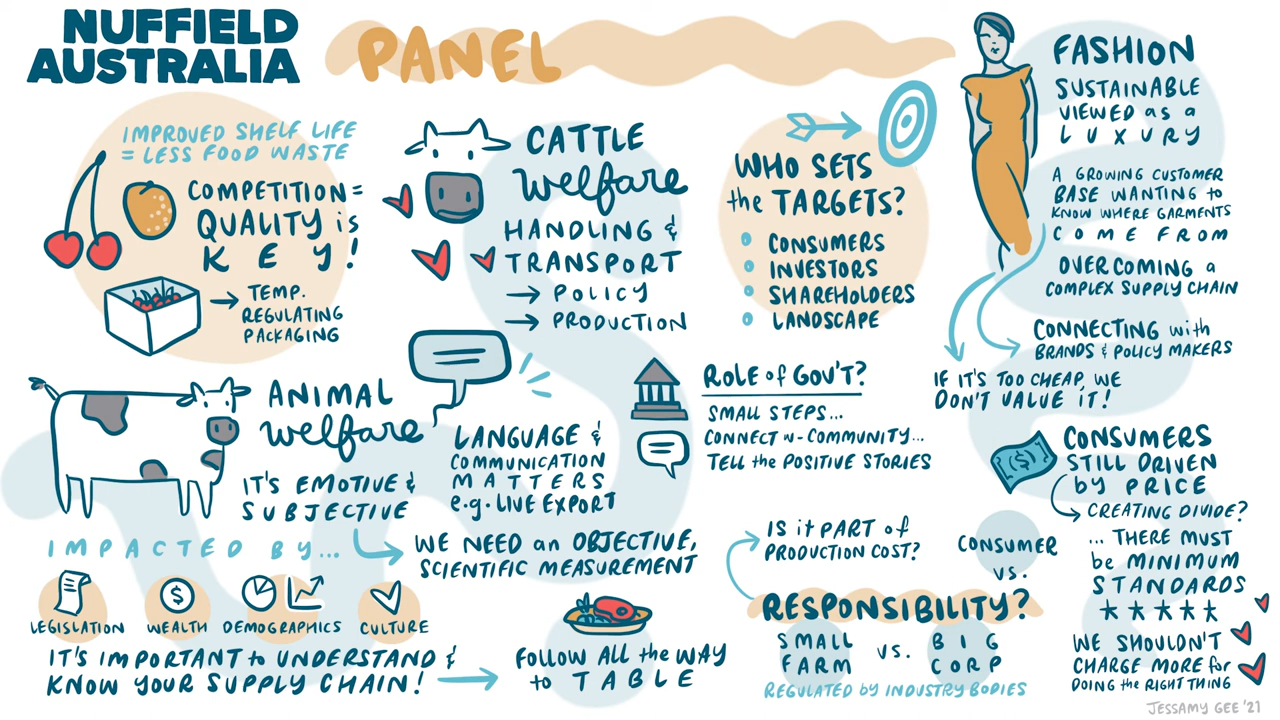 NUFFIELD
AUSTRALIA
PANEL
IMPROVED SHELF LIFE
= LESS FOOD WASTE
COMPETITION =
QUALITY is
KEY!
TEMP.
REGULATING
PACKAGING
CATTLE
Welfare
HANDLING &
TRANSPORT
→ POLICY
→ PRODUCTION
WHO SETS
the TARGETS?
CONSUMERS
INVESTORS
SHAREHOLDERS
LANDSCAPE
FASHION
SUSTAINABLE
VIEWED as a
LUXURY
A GROWING CUSTOMER
BASE WANTING to
KNOW WHERE GARMENTS
COME FROM
OVERCOMING a
COMPLEX SUPPLY CHAIN
CONNECTING with
BRANDS & POLICY MAKERS
IF IT'S TOO CHEAP, WE
DON'T VALUE IT!
ANIMAL
Welfare
IT'S EMOTIVE &
SUBJECTIVE
LANGUAGE &
COMMUNICATION
MATTERS
e.g. LIVE EXPORT
WE NEED an OBJECTIVE,
SCIENTIFIC MEASUREMENT
IMPACTED BY...
LEGISLATION
WEALTH
DEMOGRAPHICS
CULTURE
IT'S IMPORTANT to UNDERSTAND &
KNOW YOUR SUPPLY CHAIN!
FOLLOW ALL the WAY
to TABLE
ROLE of GOV'T?
SMALL STEPS...
CONNECT w- COMMUNITY...
TELL the POSITIVE STORIES
IS it PART of
PRODUCTION COST?
RESPONSIBILITY?
SMALL
FARM
VS.
BIG
CORP
REGULATED by INDUSTRY BODIES
CONSUMER
VS.
CONSUMERS
STILL DRIVEN
by PRICE
CREATING DIVIDE?
... THERE MUST
be MINIMUM
STANDARDS
WE SHOULDN'T
CHARGE MORE for
DOING the RIGHT THING
JESSAMY GEE '21